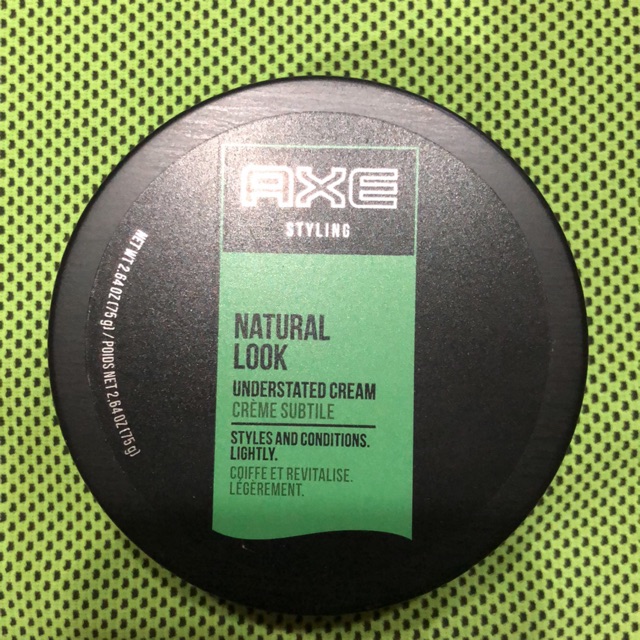 AXE
STYLING
NATURAL
LOOK
UNDERSTATED CREAM
CRÈME SUBTILE
STYLES AND CONDITIONS.
LIGHTLY.
COIFFE ET REVITALISE.
LÉGÈREMENT.
NET WT 2.64 OZ (75 g) / POIDS NET 2.64 OZ (75 g)